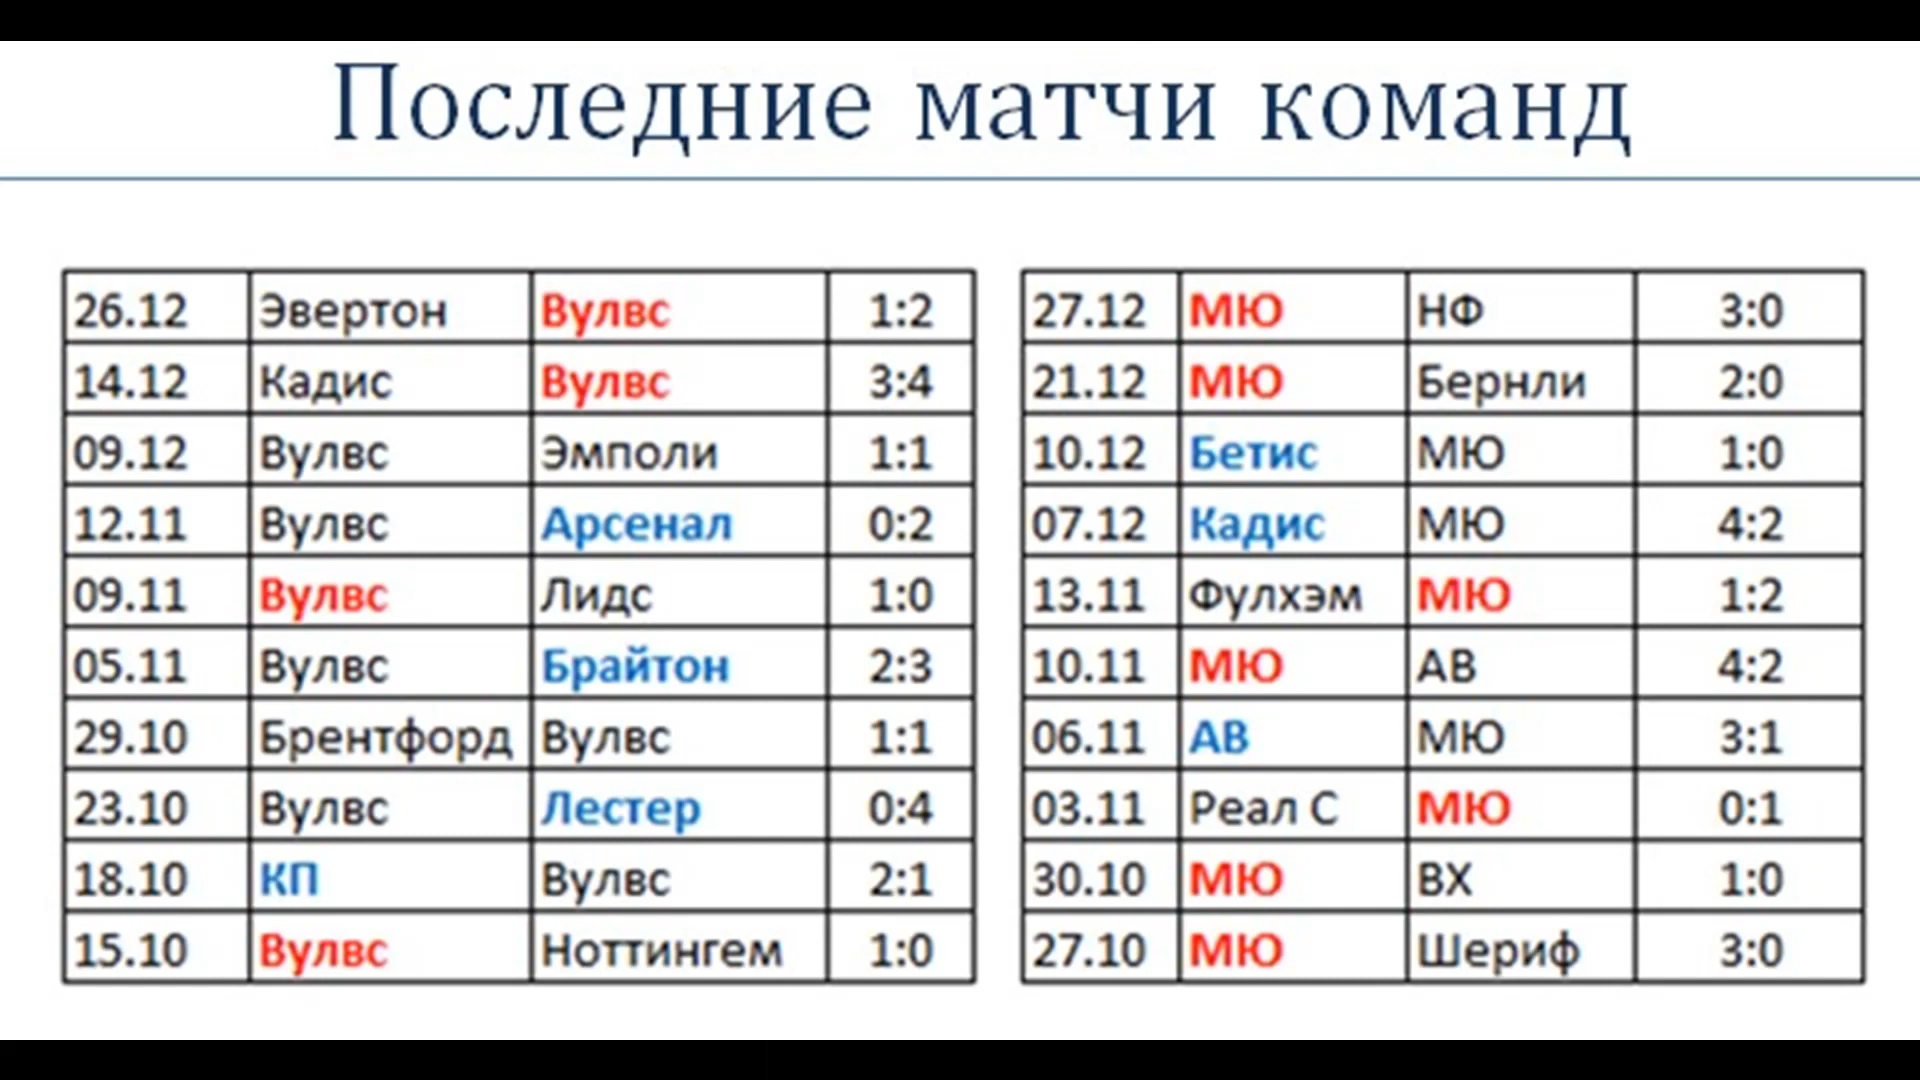 Последние матчи команд
26.12 Эвертон Вулвс 1:2
14.12 Кадис Вулвс 3:4
09.12 Вулвс Эмполи 1:1
12.11 Вулвс Арсенал 0:2
09.11 Вулвс Лидс 1:0
05.11 Вулвс Брайтон 2:3
29.10 Брентфорд Вулвс 1:1
23.10 Вулвс Лестер 0:4
18.10 КП Вулвс 2:1
15.10 Вулвс Ноттингем 1:0
27.12 МЮ НФ 3:0
21.12 МЮ Бернли 2:0
10.12 Бетис МЮ 1:0
07.12 Кадис МЮ 4:2
13.11 Фулхэм МЮ 1:2
10.11 МЮ АВ 4:2
06.11 АВ МЮ 3:1
03.11 Реал С МЮ 0:1
30.10 МЮ ВХ 1:0
27.10 МЮ Шериф 3:0